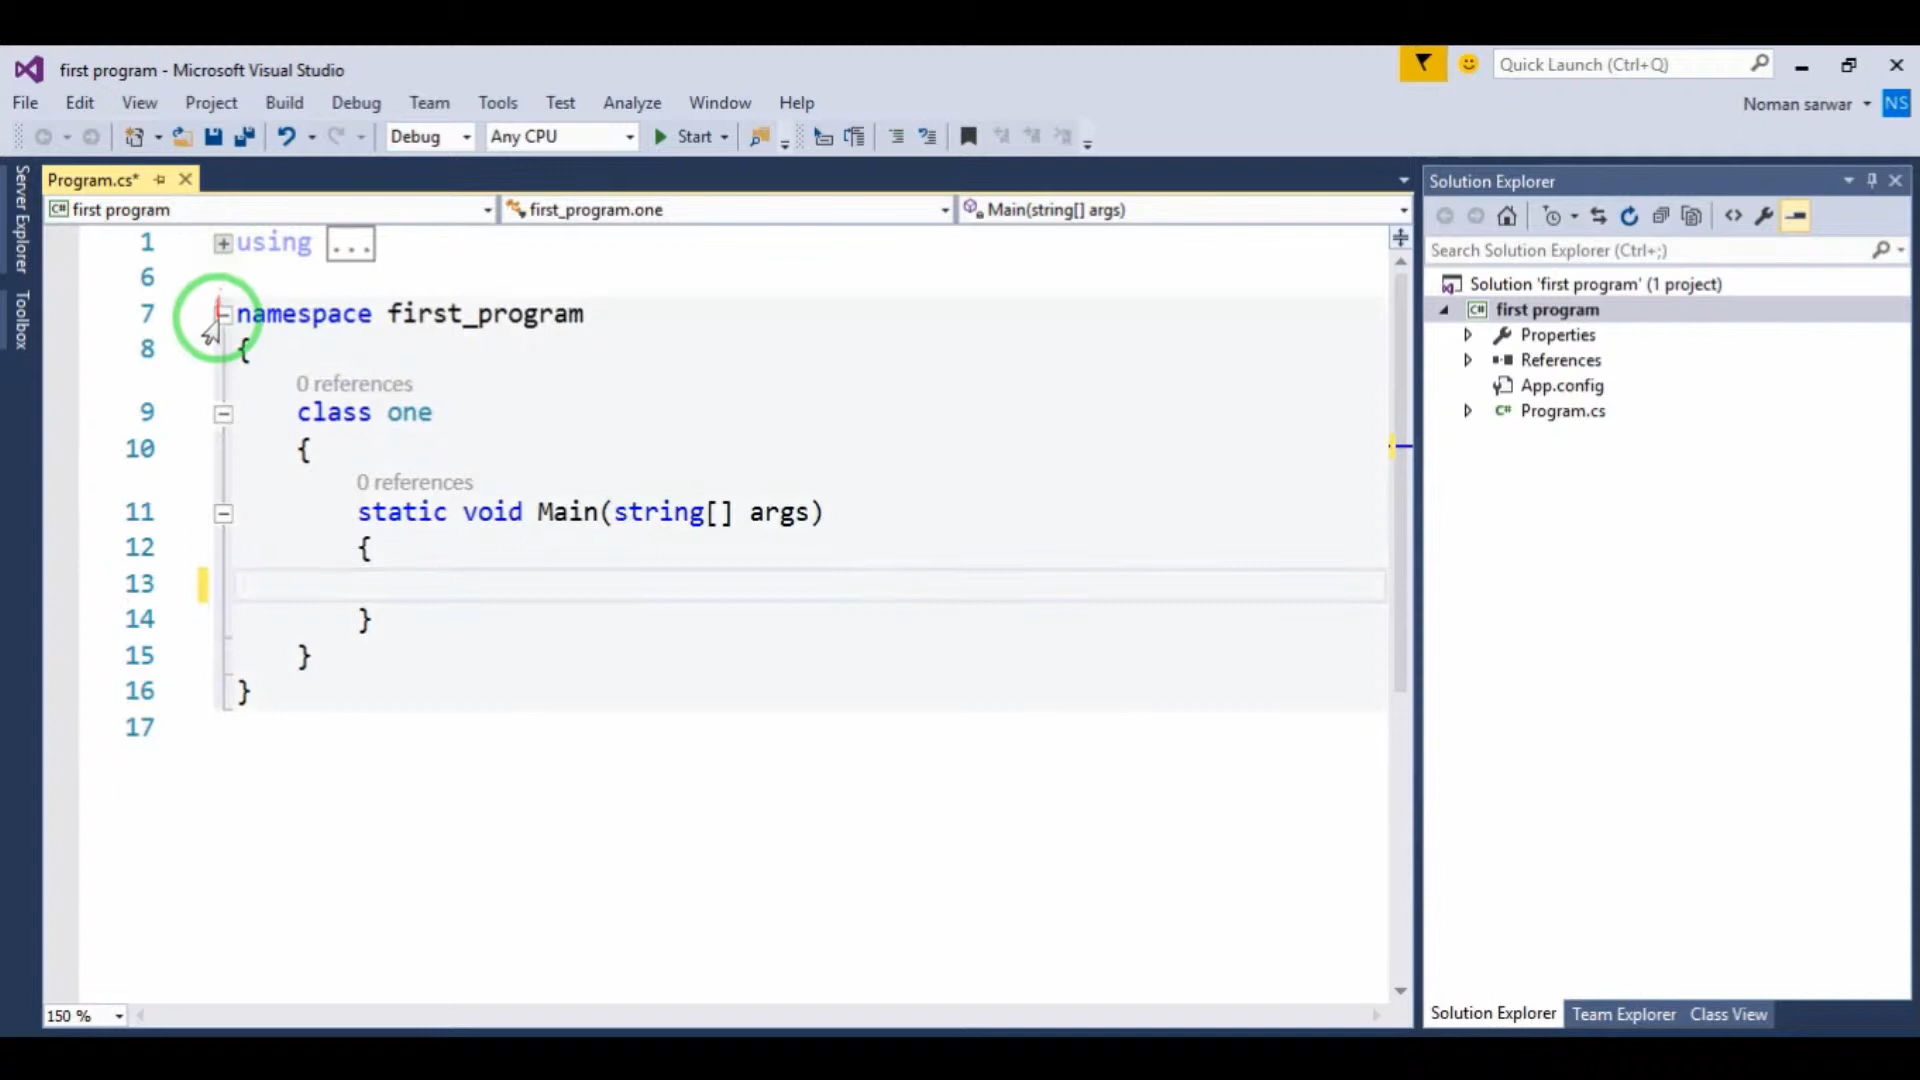 first program - Microsoft Visual Studio
Quick Launch (Ctrl+Q)
File Edit View Project Build Debug Team Tools Test Analyze Window Help
Noman sarwar NS
Debug Any CPU Start
Server Explorer
Toolbox
Program.cs*
first program first_program.one Main(string[] args)
1 using ...
6
7 namespace first_program
8 {
0 references
9 class one
10 {
0 references
11 static void Main(string[] args)
12 {
13
14 }
15 }
16 }
17
150 %
Solution Explorer
Search Solution Explorer (Ctrl+;)
Solution 'first program' (1 project)
C# first program
Properties
References
App.config
C# Program.cs
Solution Explorer Team Explorer Class View